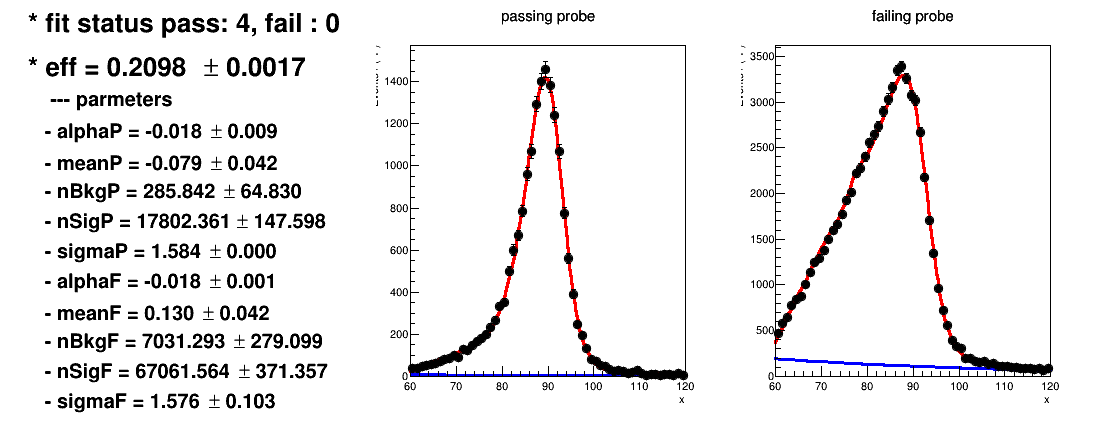 * fit status pass: 4, fail : 0
* eff = 0.2098 ± 0.0017
--- parmeters
- alphaP = -0.018 ± 0.009
- meanP = -0.079 ± 0.042
- nBkgP = 285.842 ± 64.830
- nSigP = 17802.361 ± 147.598
- sigmaP = 1.584 ± 0.000
- alphaF = -0.018 ± 0.001
- meanF = 0.130 ± 0.042
- nBkgF = 7031.293 ± 279.099
- nSigF = 67061.564 ± 371.357
- sigmaF = 1.576 ± 0.103
passing probe
1400
1200
1000
800
600
400
200
0
60 70 80 90 100 110 120
x
failing probe
3500
3000
2500
2000
1500
1000
500
0
60 70 80 90 100 110 120
x